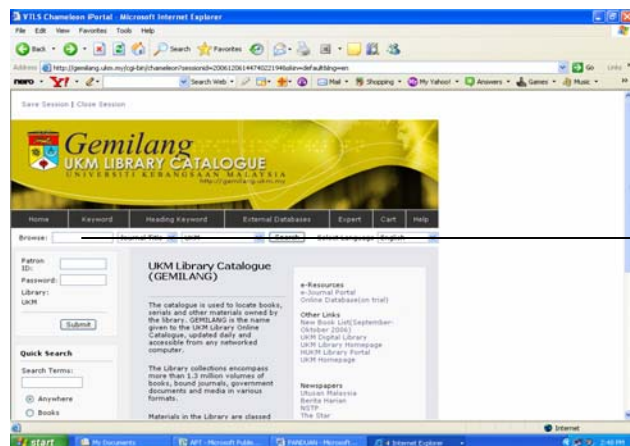 VTLS Chameleon iPortal - Microsoft Internet Explorer
File Edit View Favorites Tools Help
Back Search Favorites
Address http://gemilang.ukm.my/cgi-bin/chameleon?sessionid=2006120614474022194&skin=default&lng=en Go Links
nero Y! Search Web Mail Shopping My Yahoo! Answers Games Music
Save Session | Close Session
Gemilang
UKM LIBRARY CATALOGUE
UNIVERSITI KEBANGSAAN MALAYSIA
http://gemilang.ukm.my
Home Keyword Heading Keyword External Databases Expert Cart Help
Browse: Journal Title UKM Search Select Language English
Patron ID:
Password:
Library:
UKM
Submit
Quick Search
Search Terms:
Anywhere
Books
UKM Library Catalogue
(GEMILANG)
The catalogue is used to locate books,
serials and other materials owned by
the library. GEMILANG is the name
given to the UKM Library Online
Catalogue, updated daily and
accessible from any networked
computer.
The Library collections encompass
more than 1.3 million volumes of
books, bound journals, government
documents and media in various
formats.
Materials in the Library are classed
e-Resources
e-Journal Portal
Online Database(on trial)
Other Links
New Book List(September-
Oktober 2006)
UKM Digital Library
UKM Library Homepage
HUKM Library Portal
UKM Homepage
Newspapers
Utusan Malaysia
Berita Harian
NSTP
The Star
Internet
start My Documents APT - Microsoft Publi... PANDUAN - Microsoft... 4 Internet Explorer 2:48 PM